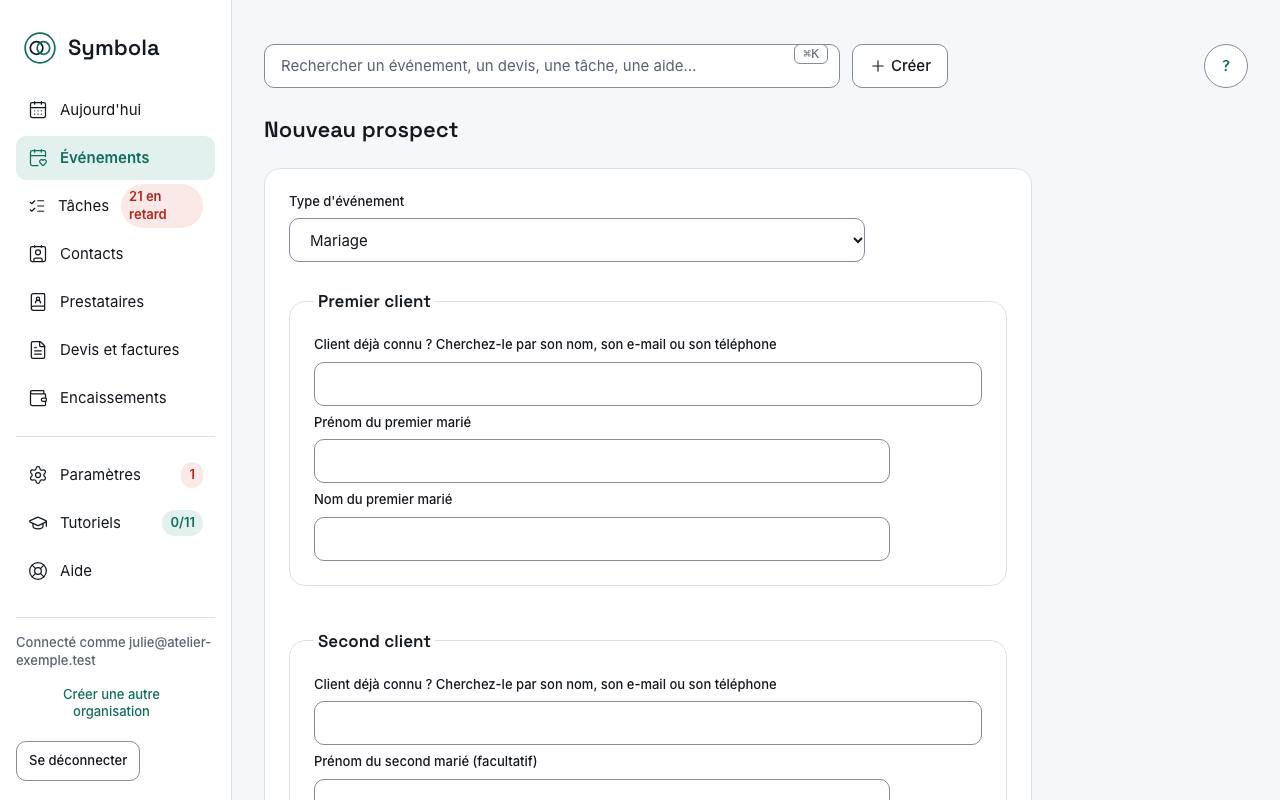 Symbola
Aujourd'hui
Événements
Tâches
21 en
retard
Contacts
Prestataires
Devis et factures
Encaissements
Paramètres
1
Tutoriels
0/11
Aide
Connecté comme julie@atelier-
exemple.test
Créer une autre
organisation
Se déconnecter
Rechercher un événement, un devis, une tâche, une aide...
⌘K
Créer
?
Nouveau prospect
Type d'événement
Mariage
Premier client
Client déjà connu ? Cherchez-le par son nom, son e-mail ou son téléphone
Prénom du premier marié
Nom du premier marié
Second client
Client déjà connu ? Cherchez-le par son nom, son e-mail ou son téléphone
Prénom du second marié (facultatif)